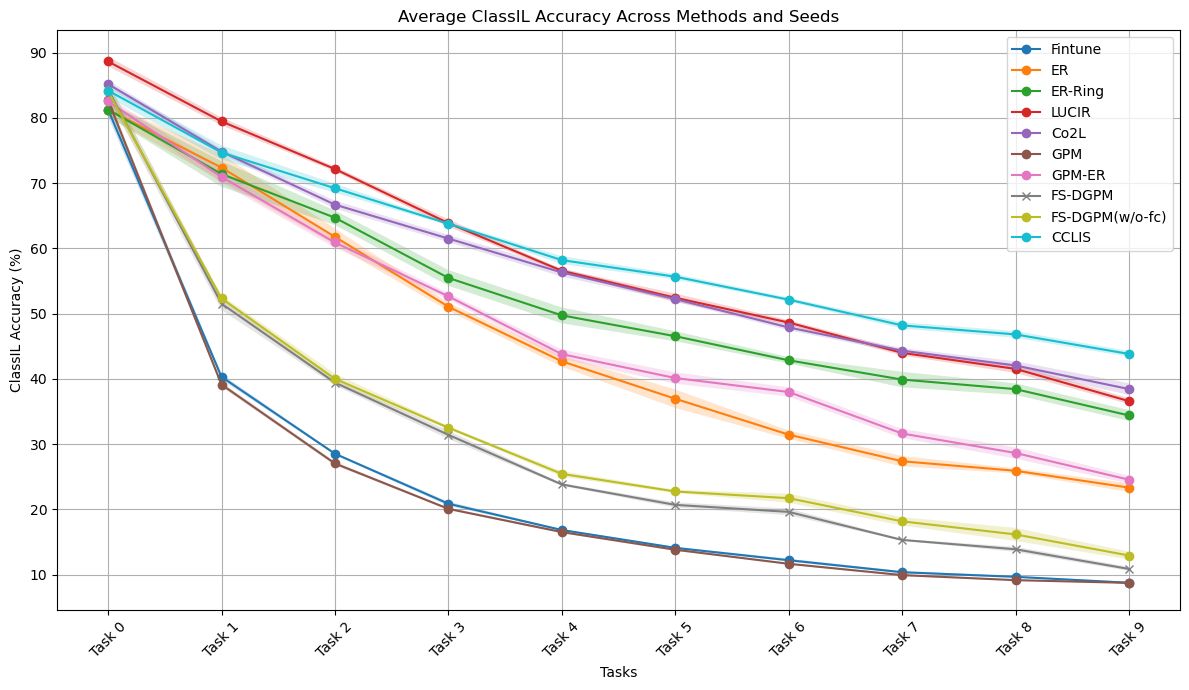 Average ClassIL Accuracy Across Methods and Seeds
ClassIL Accuracy (%)
90
80
70
60
50
40
30
20
10
Fintune
ER
ER-Ring
LUCIR
Co2L
GPM
GPM-ER
FS-DGPM
FS-DGPM(w/o-fc)
CCLIS
Task 0
Task 1
Task 2
Task 3
Task 4
Task 5
Task 6
Task 7
Task 8
Task 9
Tasks